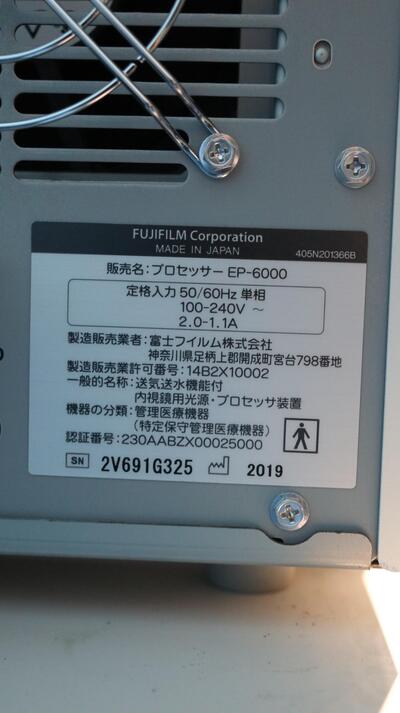 FUJIFILM Corporation
MADE IN JAPAN
405N201366B
販売名:プロセッサー EP-6000
定格入力 50/60Hz 単相
100-240V ～
2.0-1.1A
製造販売業者:富士フイルム株式会社
神奈川県足柄上郡開成町宮台798番地
製造販売業許可番号:14B2X10002
一般的名称:送気送水機能付
内視鏡用光源・プロセッサ装置
機器の分類:管理医療機器
(特定保守管理医療機器)
認証番号:230AABZX00025000
SN 2V691G325 2019